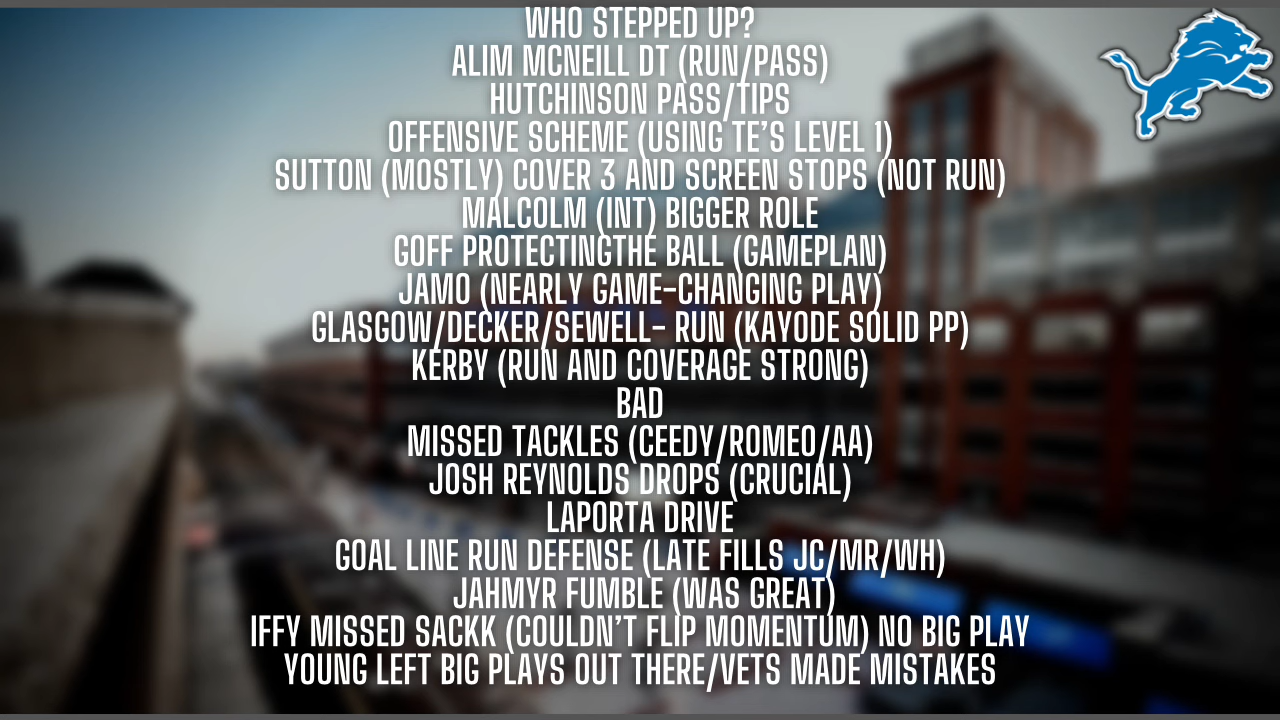 WHO STEPPED UP?
ALIM MCNEILL DT (RUN/PASS)
HUTCHINSON PASS/TIPS
OFFENSIVE SCHEME (USING TE'S LEVEL 1)
SUTTON (MOSTLY) COVER 3 AND SCREEN STOPS (NOT RUN)
MALCOLM (INT) BIGGER ROLE
GOFF PROTECTINGTHE BALL (GAMEPLAN)
JAMO (NEARLY GAME-CHANGING PLAY)
GLASGOW/DECKER/SEWELL- RUN (KAYODE SOLID PP)
KERBY (RUN AND COVERAGE STRONG)
BAD
MISSED TACKLES (CEEDY/ROMEO/AA)
JOSH REYNOLDS DROPS (CRUCIAL)
LAPORTA DRIVE
GOAL LINE RUN DEFENSE (LATE FILLS JC/MR/WH)
JAHMYR FUMBLE (WAS GREAT)
IFFY MISSED SACKK (COULDN'T FLIP MOMENTUM) NO BIG PLAY
YOUNG LEFT BIG PLAYS OUT THERE/VETS MADE MISTAKES